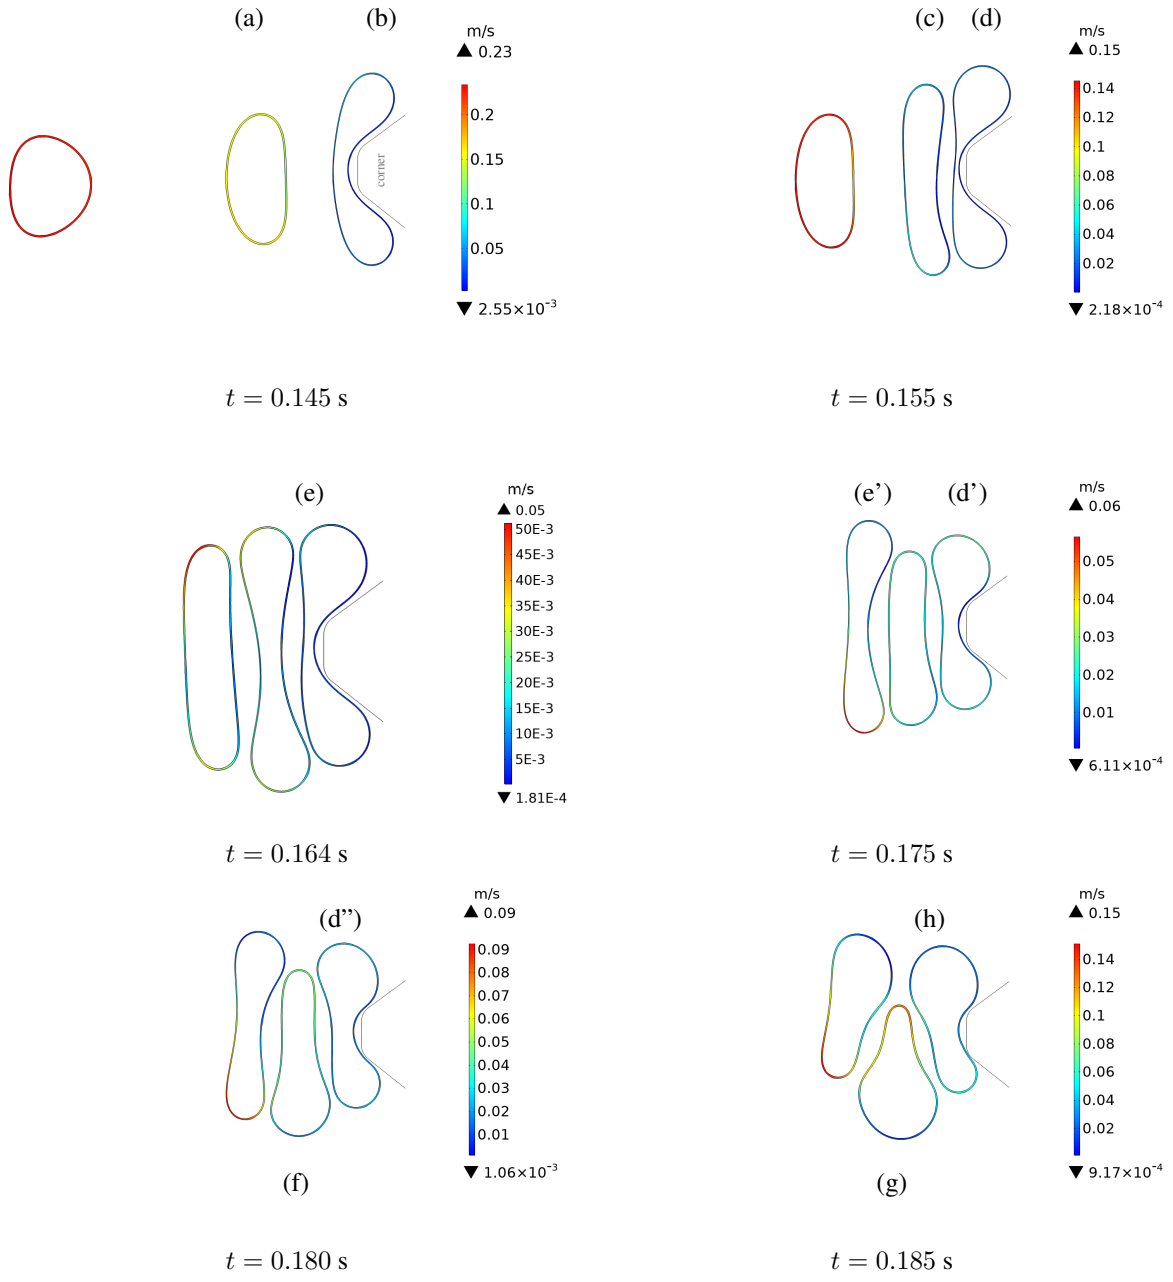 (a) (b) (c) (d)
m/s m/s
▲ 0.23 ▲ 0.15
0.2 0.14
0.15 0.12
0.1 0.1
0.05 0.08
corner 0.06
0.04
0.02
▼ 2.55×10⁻³ ▼ 2.18×10⁻⁴
t = 0.145 s t = 0.155 s
(e) (e’) (d’)
m/s m/s
▲ 0.05 ▲ 0.06
50E-3 0.05
45E-3 0.04
40E-3 0.03
35E-3 0.02
30E-3 0.01
25E-3
20E-3
15E-3
10E-3
5E-3
▼ 1.81E-4 ▼ 6.11×10⁻⁴
t = 0.164 s t = 0.175 s
(d”) (h)
m/s m/s
▲ 0.09 ▲ 0.15
0.09 0.14
0.08 0.12
0.07 0.1
0.06 0.08
0.05 0.06
0.04 0.04
0.03 0.02
0.02
0.01
▼ 1.06×10⁻³ ▼ 9.17×10⁻⁴
(f) (g)
t = 0.180 s t = 0.185 s